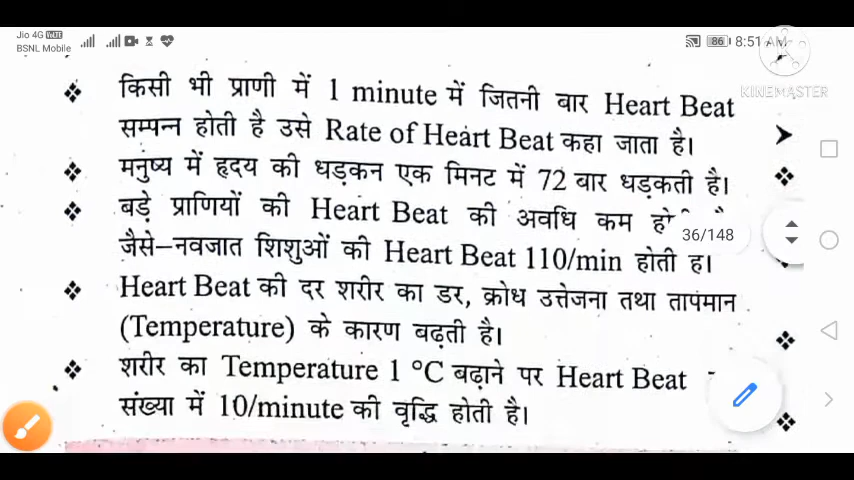 Jio 4G VoLTE
BSNL Mobile
86
8:51 AM
KINEMASTER
❖ किसी भी प्राणी में 1 minute में जितनी बार Heart Beat
सम्पन्न होती है उसे Rate of Heart Beat कहा जाता है।
❖ मनुष्य में हृदय की धड़कन एक मिनट में 72 बार धड़कती है।
❖ बड़े प्राणियों की Heart Beat की अवधि कम
36/148
जैसे–नवजात शिशुओं की Heart Beat 110/min होती ह।
❖ Heart Beat की दर शरीर का डर, क्रोध उत्तेजना तथा तापमान
(Temperature) के कारण बढ़ती है।
❖ शरीर का Temperature 1 °C बढ़ाने पर Heart Beat
संख्या में 10/minute की वृद्धि होती है।